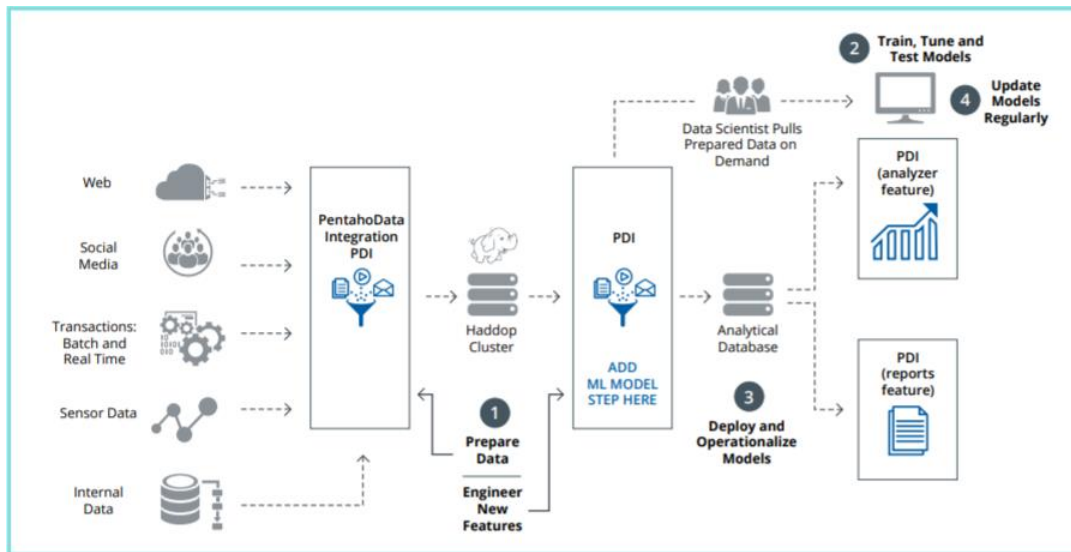 Web
Social
Media
Transactions:
Batch and
Real Time
Sensor Data
Internal
Data
PentahoData
Integration
PDI
Haddop
Cluster
1
Prepare
Data
Engineer
New
Features
PDI
ADD
ML MODEL
STEP HERE
Data Scientist Pulls
Prepared Data on
Demand
2
Train, Tune and
Test Models
4
Update
Models
Regularly
Analytical
Database
3
Deploy and
Operationalize
Models
PDI
(analyzer
feature)
PDI
(reports
feature)